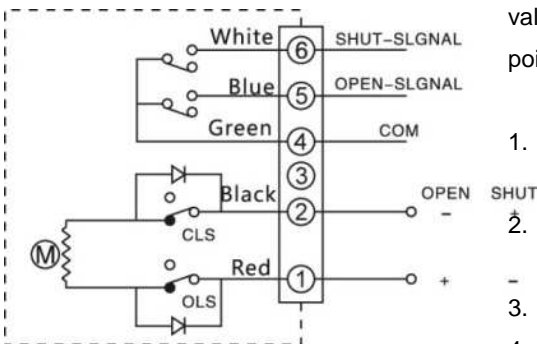 val
White ⑥ SHUT-SLGNAL
poi
Blue ⑤ OPEN-SLGNAL
Green ④ COM
1.
③
Black ② OPEN SHUT
- +
2.
CLS
M
Red ① + -
OLS
3.